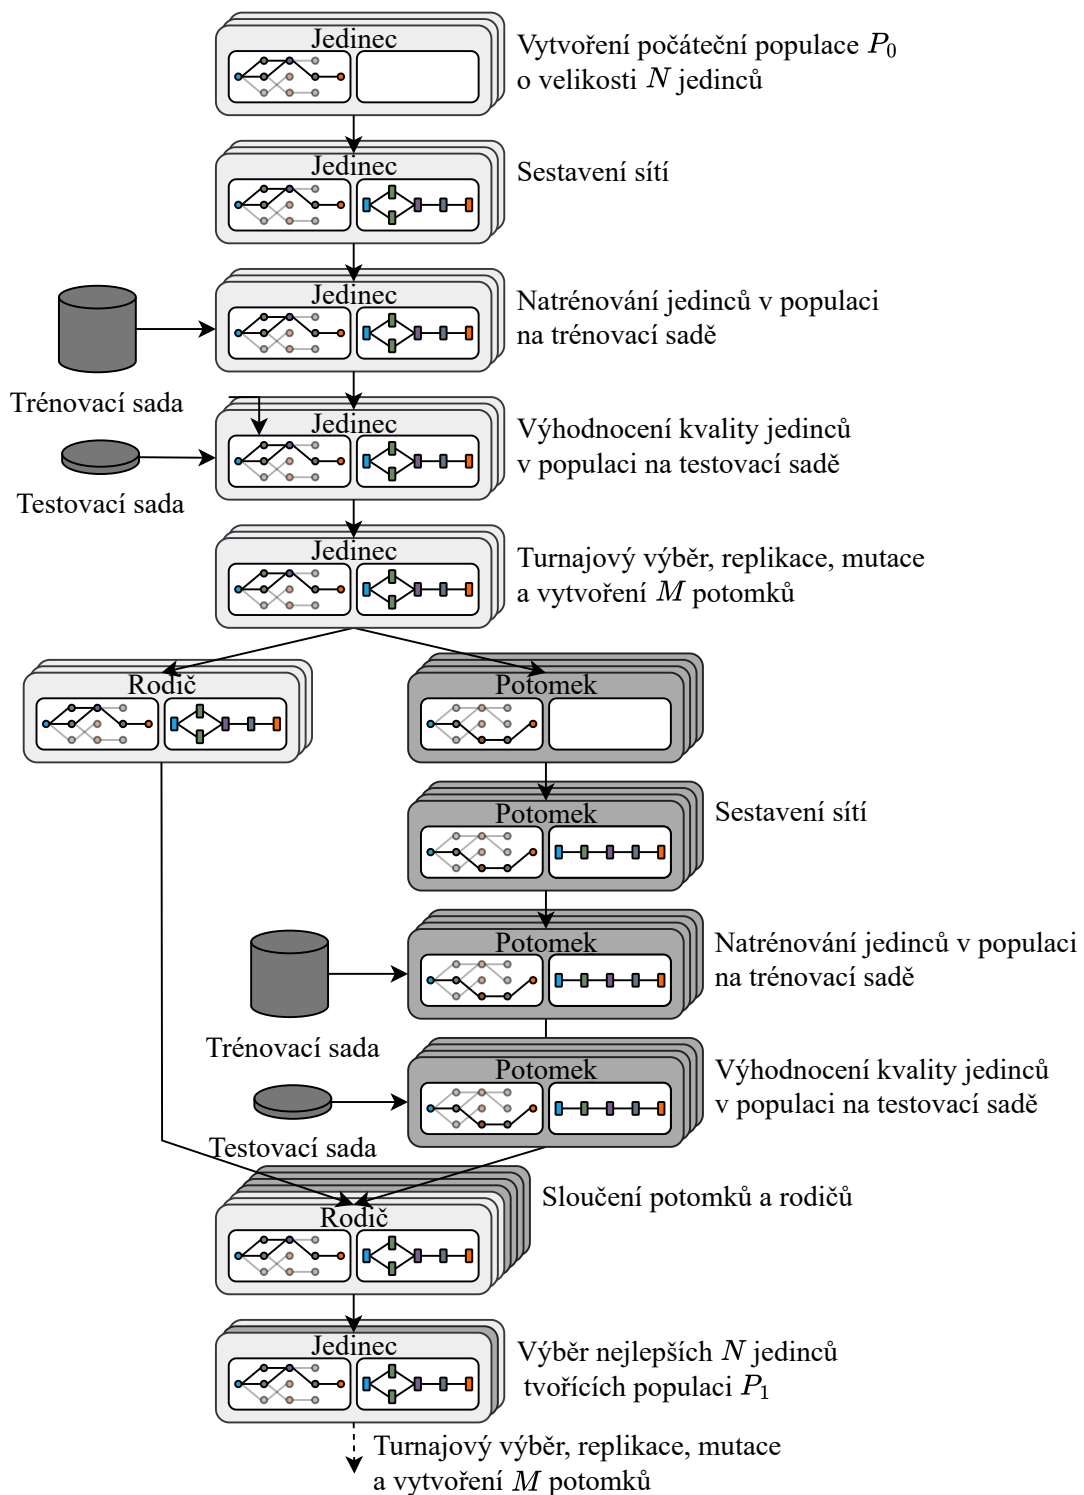 Jedinec
Vytvoření počáteční populace P₀
o velikosti N jedinců
Jedinec
Sestavení sítí
Jedinec
Natrénování jedinců v populaci
na trénovací sadě
Trénovací sada
Jedinec
Výhodnocení kvality jedinců
v populaci na testovací sadě
Testovací sada
Jedinec
Turnajový výběr, replikace, mutace
a vytvoření M potomků
Rodič
Potomek
Potomek
Sestavení sítí
Potomek
Natrénování jedinců v populaci
na trénovací sadě
Trénovací sada
Potomek
Výhodnocení kvality jedinců
v populaci na testovací sadě
Testovací sada
Sloučení potomků a rodičů
Rodič
Jedinec
Výběr nejlepších N jedinců
tvořících populaci P₁
Turnajový výběr, replikace, mutace
a vytvoření M potomků